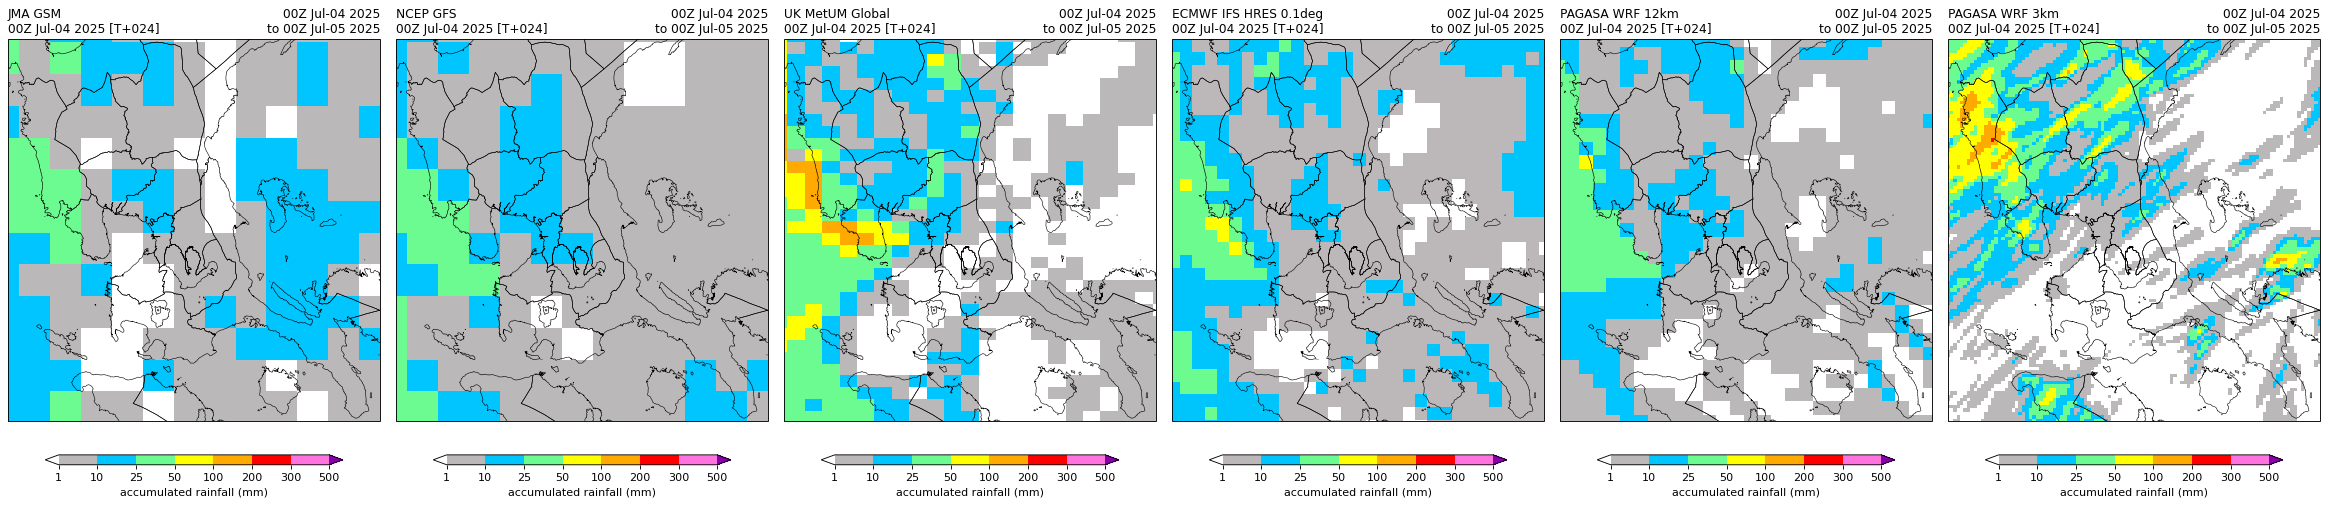 JMA GSM 00Z Jul-04 2025
00Z Jul-04 2025 [T+024] to 00Z Jul-05 2025
1 10 25 50 100 200 300 500
accumulated rainfall (mm)
NCEP GFS 00Z Jul-04 2025
00Z Jul-04 2025 [T+024] to 00Z Jul-05 2025
1 10 25 50 100 200 300 500
accumulated rainfall (mm)
UK MetUM Global 00Z Jul-04 2025
00Z Jul-04 2025 [T+024] to 00Z Jul-05 2025
1 10 25 50 100 200 300 500
accumulated rainfall (mm)
ECMWF IFS HRES 0.1deg 00Z Jul-04 2025
00Z Jul-04 2025 [T+024] to 00Z Jul-05 2025
1 10 25 50 100 200 300 500
accumulated rainfall (mm)
PAGASA WRF 12km 00Z Jul-04 2025
00Z Jul-04 2025 [T+024] to 00Z Jul-05 2025
1 10 25 50 100 200 300 500
accumulated rainfall (mm)
PAGASA WRF 3km 00Z Jul-04 2025
00Z Jul-04 2025 [T+024] to 00Z Jul-05 2025
1 10 25 50 100 200 300 500
accumulated rainfall (mm)